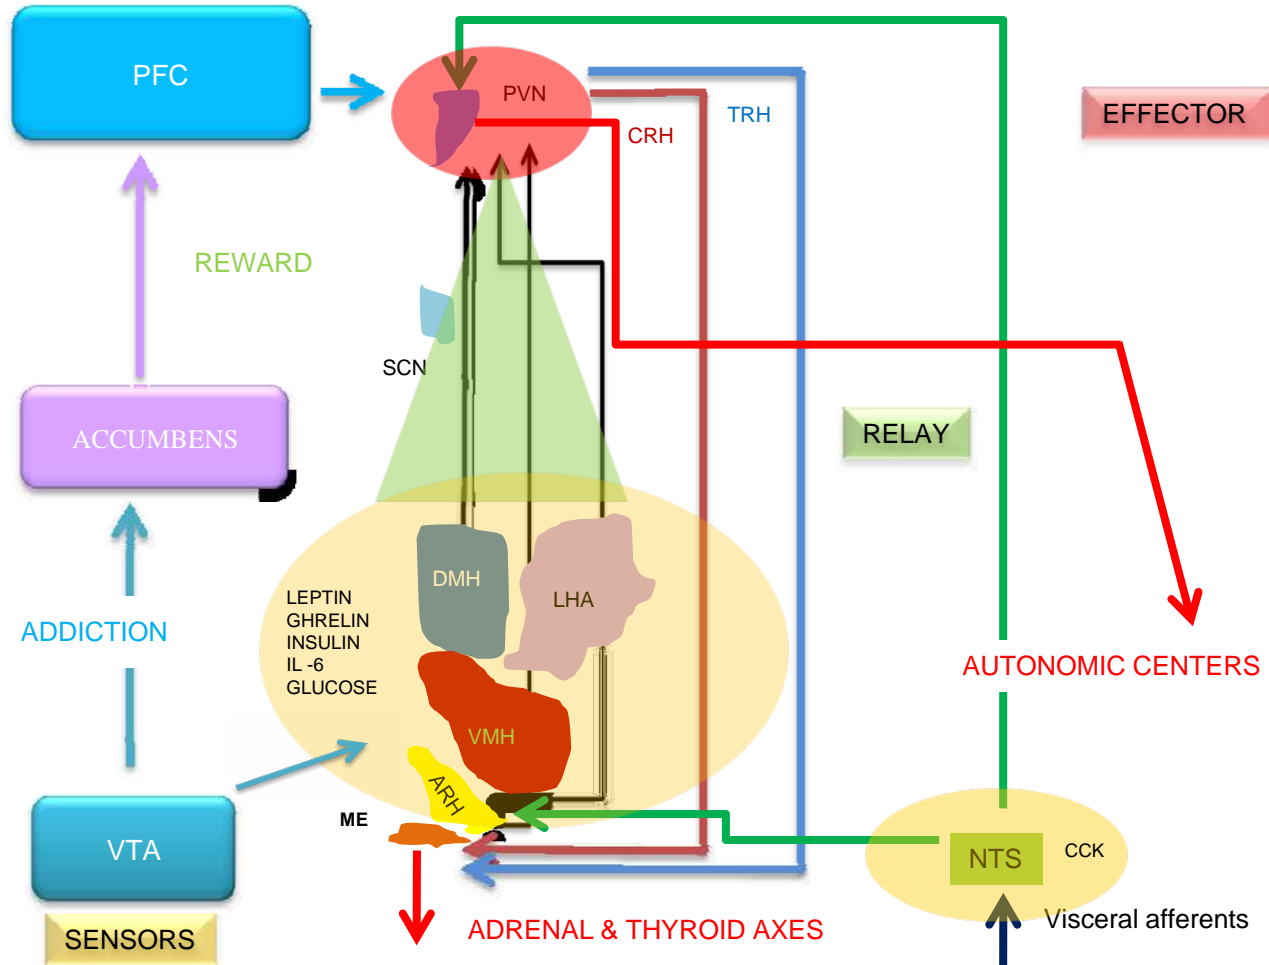 PFC
PVN
TRH
CRH
EFFECTOR
REWARD
SCN
ACCUMBENS
RELAY
DMH
LHA
LEPTIN
GHRELIN
INSULIN
IL -6
GLUCOSE
ADDICTION
AUTONOMIC CENTERS
VMH
ARH
ME
VTA
NTS
CCK
SENSORS
ADRENAL & THYROID AXES
Visceral afferents